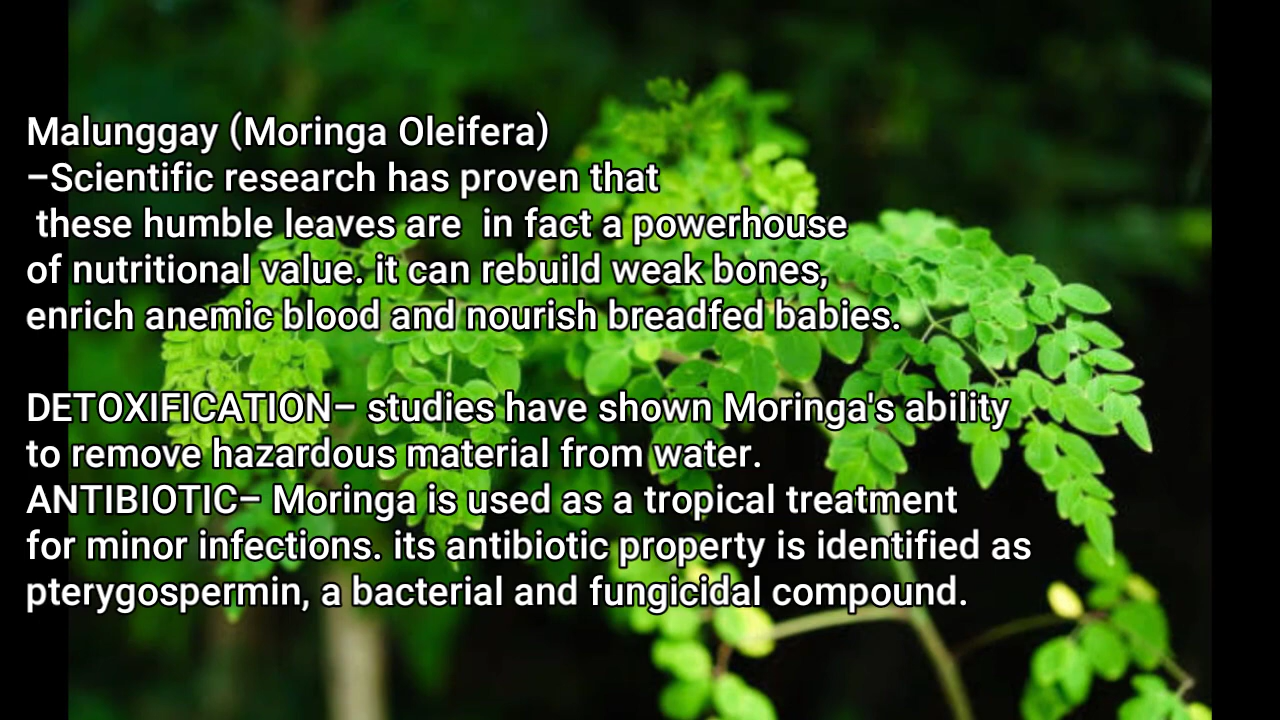 Malunggay (Moringa Oleifera)
–Scientific research has proven that
these humble leaves are  in fact a powerhouse
of nutritional value. it can rebuild weak bones,
enrich anemic blood and nourish breadfed babies.
DETOXIFICATION– studies have shown Moringa's ability
to remove hazardous material from water.
ANTIBIOTIC– Moringa is used as a tropical treatment
for minor infections. its antibiotic property is identified as
pterygospermin, a bacterial and fungicidal compound.